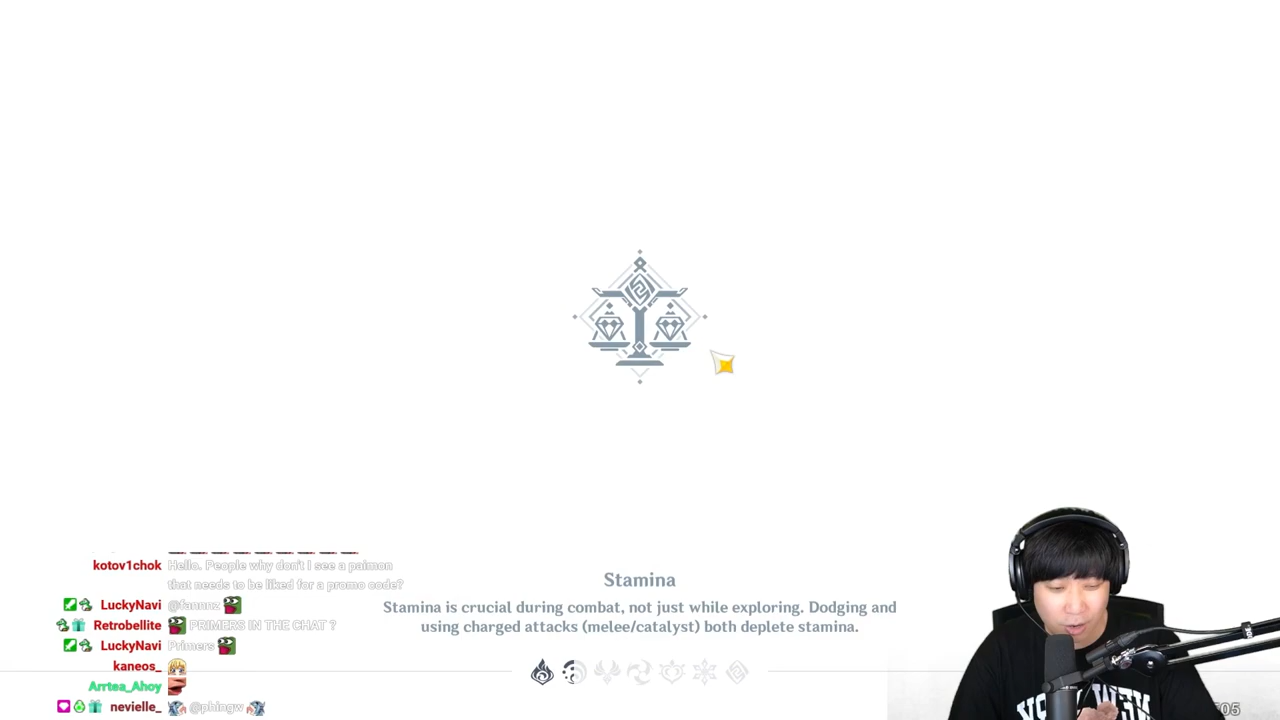 kotov1chok Hello. People why don't I see a paimon
that needs to be liked for a promo code?
LuckyNavi @fanonz
Retrobellite PRIMERS IN THE CHAT ?
LuckyNavi Primers
kaneos_
Arrtea_Ahoy
nevielle_ @phingw
Stamina
Stamina is crucial during combat, not just while exploring. Dodging and
using charged attacks (melee/catalyst) both deplete stamina.